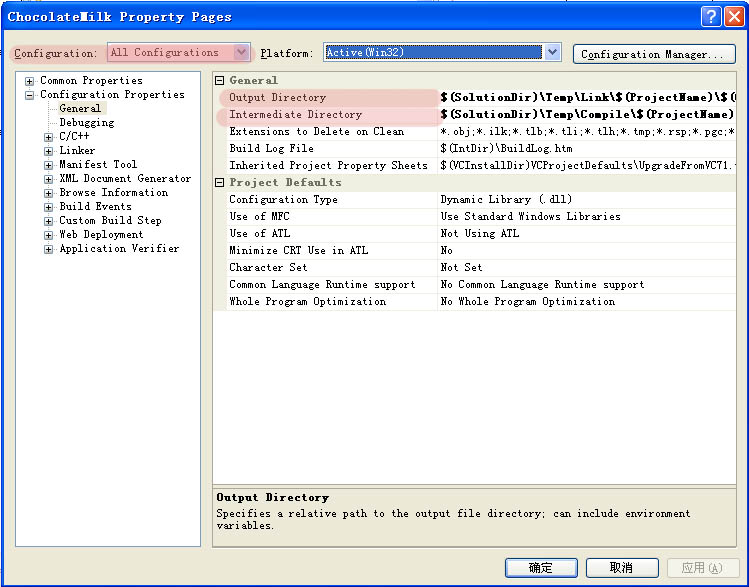 ChocolateMilk Property Pages
Configuration: All Configurations Platform: Active(Win32) Configuration Manager...
Common Properties
Configuration Properties
General
Debugging
C/C++
Linker
Manifest Tool
XML Document Generator
Browse Information
Build Events
Custom Build Step
Web Deployment
Application Verifier
General
Output Directory $(SolutionDir)\Temp\Link\$(ProjectName)\$(
Intermediate Directory $(SolutionDir)\Temp\Compile\$(ProjectName)
Extensions to Delete on Clean *.obj;*.ilk;*.tlb;*.tli;*.tlh;*.tmp;*.rsp;*.pgc;*
Build Log File $(IntDir)\BuildLog.htm
Inherited Project Property Sheets $(VCInstallDir)VCProjectDefaults\UpgradeFromVC71.
Project Defaults
Configuration Type Dynamic Library (.dll)
Use of MFC Use Standard Windows Libraries
Use of ATL Not Using ATL
Minimize CRT Use in ATL No
Character Set Not Set
Common Language Runtime support No Common Language Runtime support
Whole Program Optimization No Whole Program Optimization
Output Directory
Specifies a relative path to the output file directory; can include environment
variables.
确定 取消 应用(A)